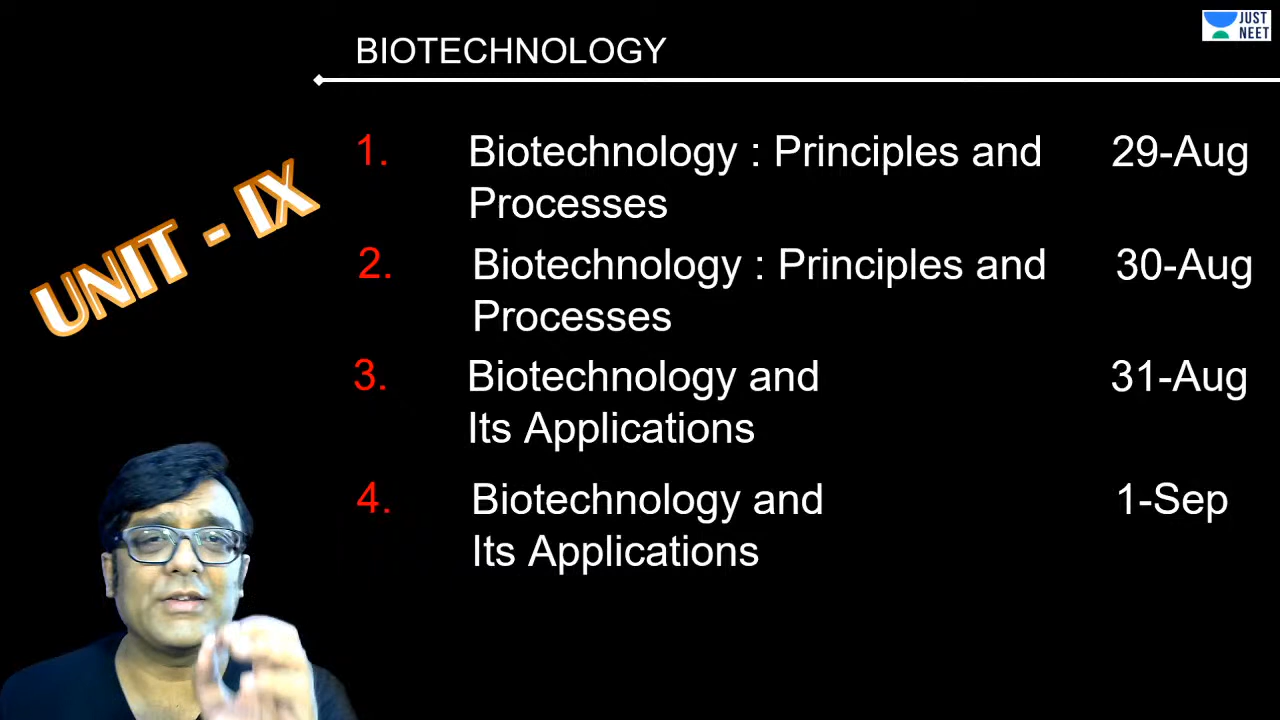 JUST
NEET
BIOTECHNOLOGY
UNIT - IX
1. Biotechnology : Principles and 29-Aug
Processes
2. Biotechnology : Principles and 30-Aug
Processes
3. Biotechnology and 31-Aug
Its Applications
4. Biotechnology and 1-Sep
Its Applications